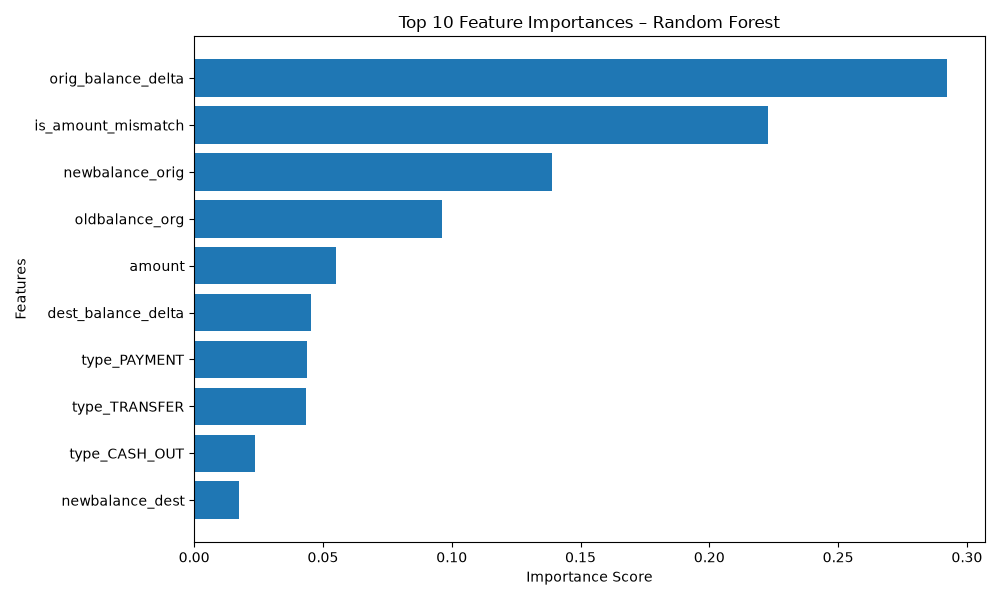 Top 10 Feature Importances – Random Forest
Features
orig_balance_delta
is_amount_mismatch
newbalance_orig
oldbalance_org
amount
dest_balance_delta
type_PAYMENT
type_TRANSFER
type_CASH_OUT
newbalance_dest
0.00 0.05 0.10 0.15 0.20 0.25 0.30
Importance Score